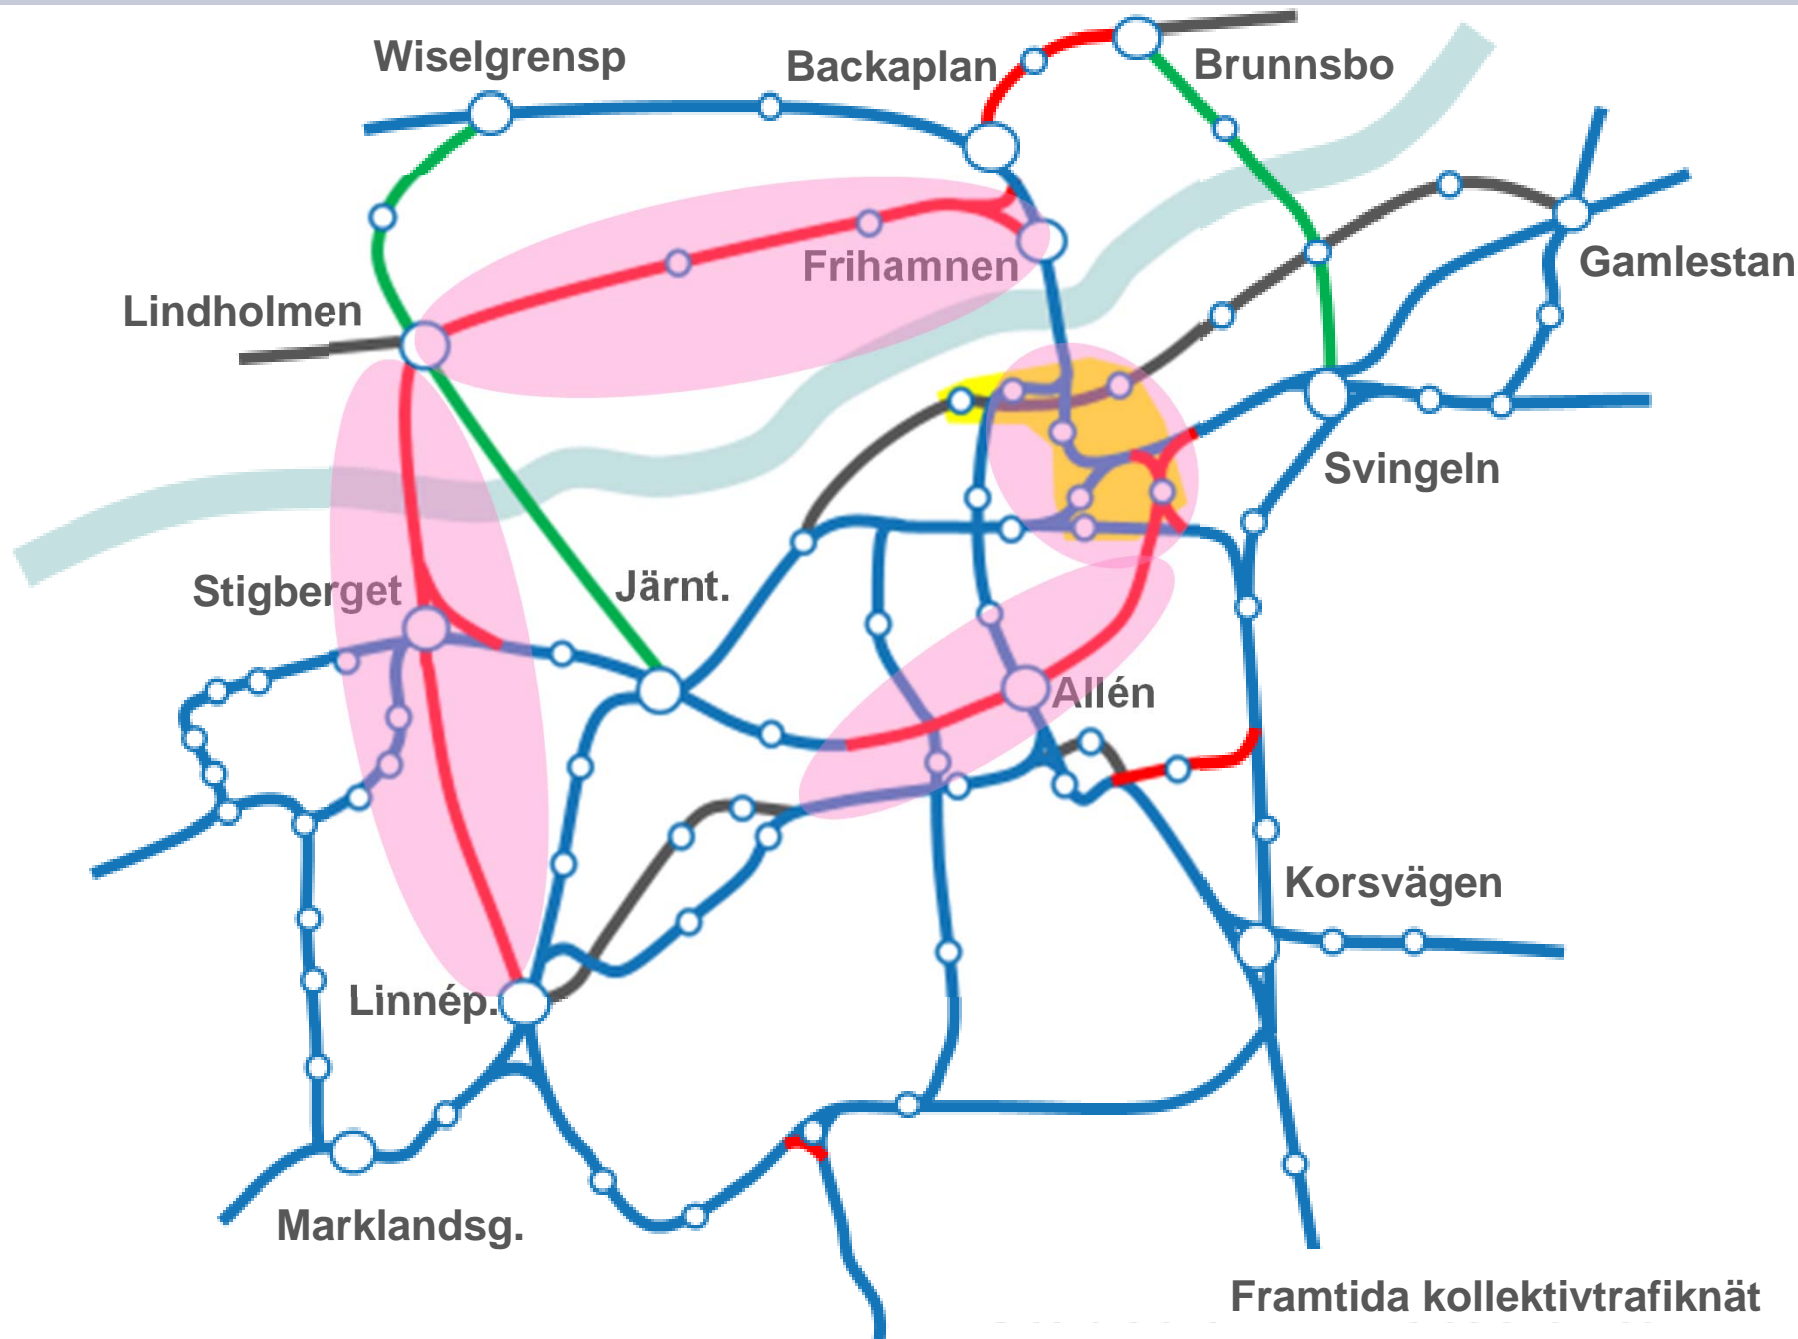 Wiselgrensp
Backaplan
Brunnsbo
Frihamnen
Gamlestan
Lindholmen
Svingeln
Stigberget
Järnt.
Allén
Korsvägen
Linnép.
Marklandsg.
Framtida kollektivtrafiknät